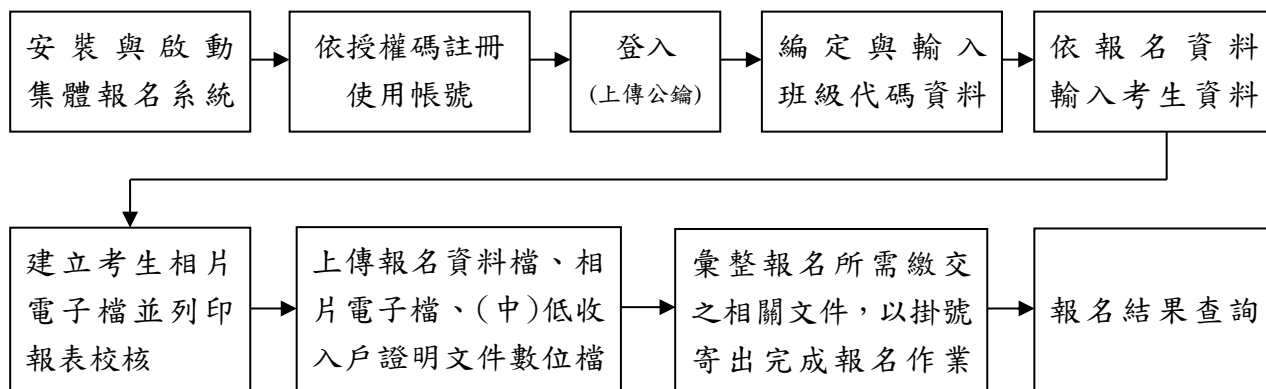 安裝與啟動
集體報名系統
依授權碼註冊
使用帳號
登入
(上傳公鑰)
編定與輸入
班級代碼資料
依報名資料
輸入考生資料
建立考生相片
電子檔並列印
報表校核
上傳報名資料檔、相
片電子檔、(中)低收
入戶證明文件數位檔
彙整報名所需繳交
之相關文件，以掛號
寄出完成報名作業
報名結果查詢